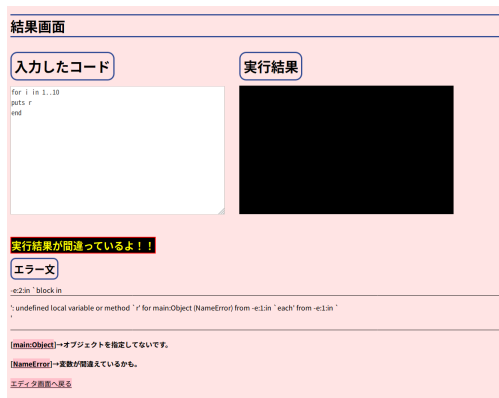 結果画面
入力したコード
実行結果
for i in 1..10
puts r
end
実行結果が間違っているよ！！
エラー文
-e:2:in `block in
': undefined local variable or method `r' for main:Object (NameError) from -e:1:in `each' from -e:1:in `
'
[main:Object]→オブジェクトを指定してないです。
[NameError]→変数が間違えているかも。
エディタ画面へ戻る